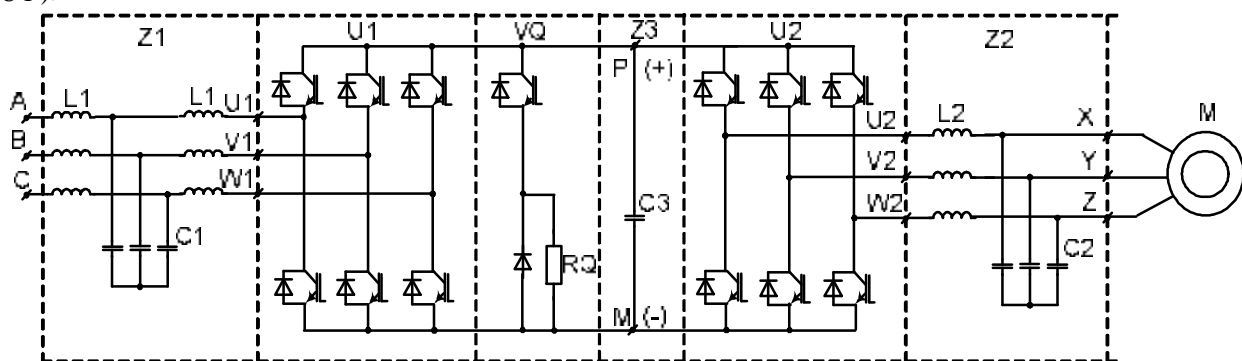 Z1 U1 VQ Z3 U2 Z2
P (+)
A L1 L1 U1 L2 X M
U2
B V1 V2 Y
C W1 C3 W2 Z
C1 RQ C2
M (-)